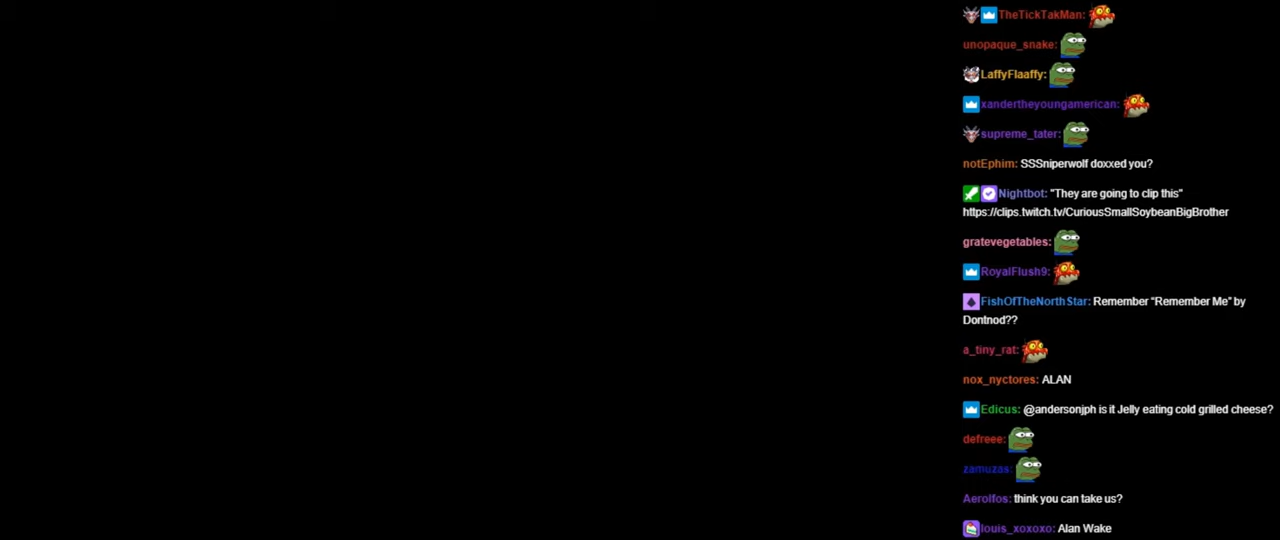 TheTickTakMan:
unopaque_snake:
LaffyFlaaffy:
xandertheyoungamerican:
supreme_tater:
notEphim: SSSniperwolf doxxed you?
Nightbot: "They are going to clip this"
https://clips.twitch.tv/CuriousSmallSoybeanBigBrother
gratevegetables:
RoyalFlush9:
FishOfTheNorthStar: Remember “Remember Me” by
Dontnod??
a_tiny_rat:
nox_nyctores: ALAN
Edicus: @andersonjph is it Jelly eating cold grilled cheese?
defreee:
zamuzas:
Aerolfos: think you can take us?
louis_xoxoxo: Alan Wake